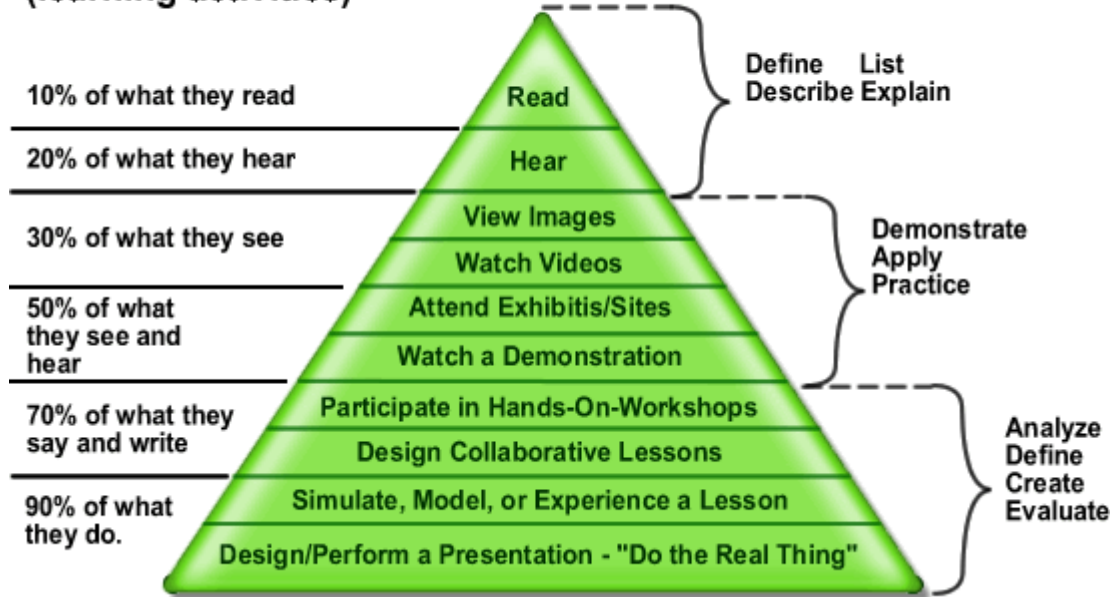 10% of what they read
20% of what they hear
30% of what they see
50% of what
they see and
hear
70% of what they
say and write
90% of what
they do.
Read
Hear
View Images
Watch Videos
Attend Exhibitis/Sites
Watch a Demonstration
Participate in Hands-On-Workshops
Design Collaborative Lessons
Simulate, Model, or Experience a Lesson
Design/Perform a Presentation - "Do the Real Thing"
Define List
Describe Explain
Demonstrate
Apply
Practice
Analyze
Define
Create
Evaluate